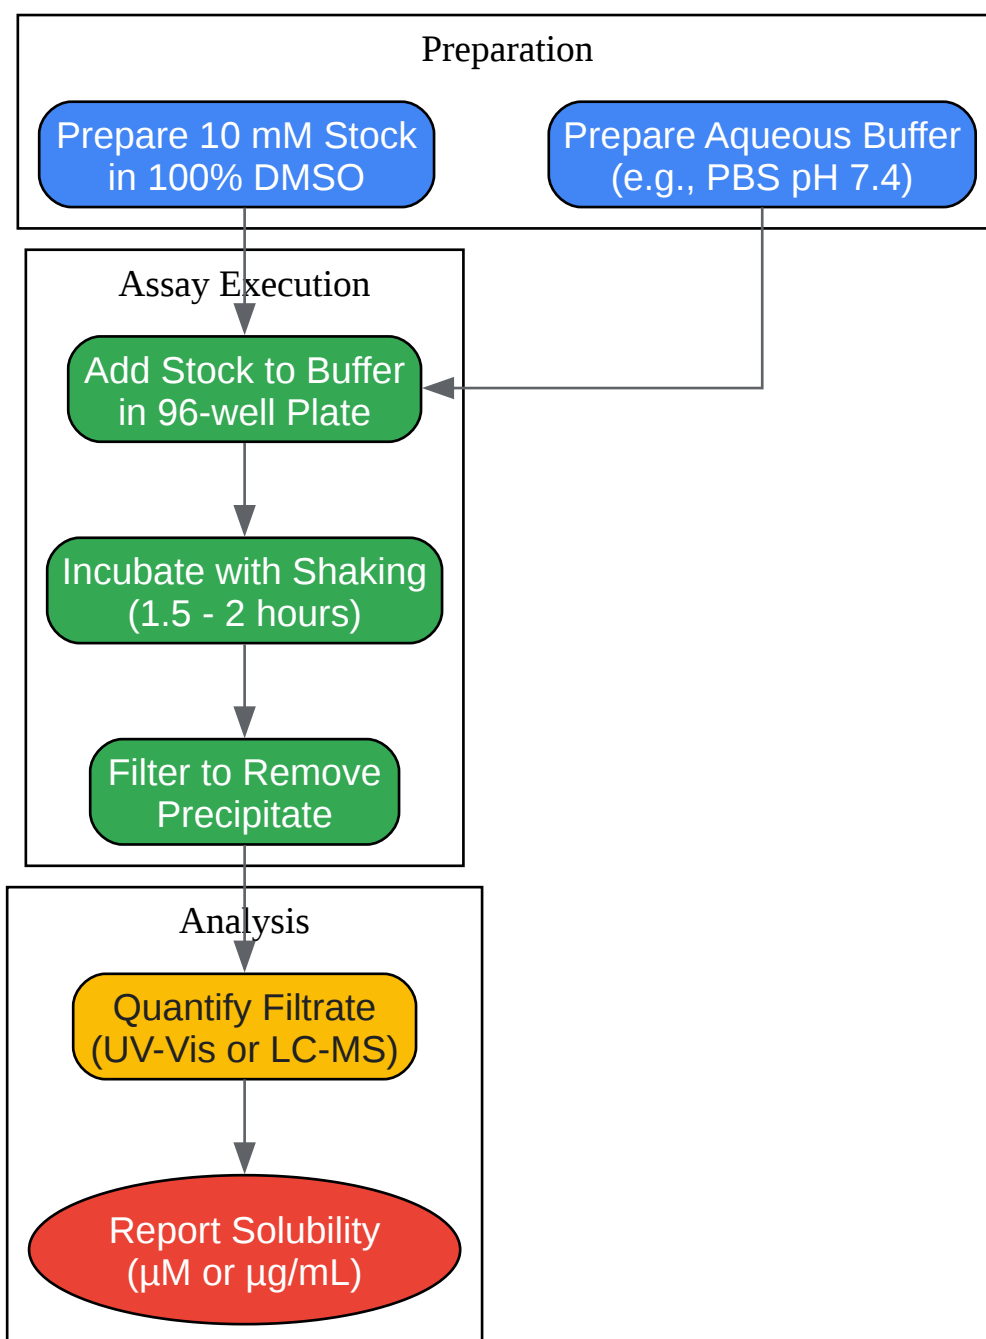 Preparation
Prepare 10 mM Stock
in 100% DMSO
Prepare Aqueous Buffer
(e.g., PBS pH 7.4)
Assay Execution
Add Stock to Buffer
in 96-well Plate
Incubate with Shaking
(1.5 - 2 hours)
Filter to Remove
Precipitate
Analysis
Quantify Filtrate
(UV-Vis or LC-MS)
Report Solubility
(µM or µg/mL)